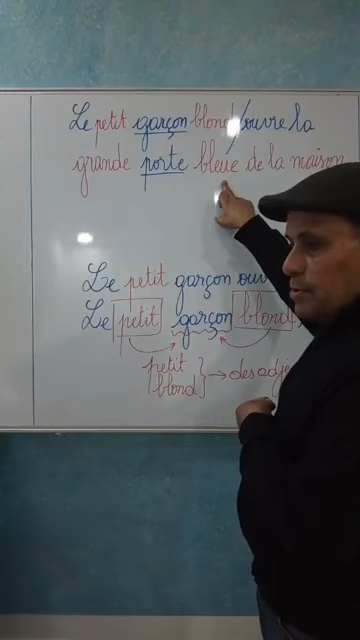 Le petit garçon blond/ouvre la
grande porte bleue de la maison
Le petit garçon ouv
Le petit garçon blond
petit
blond } → des adje